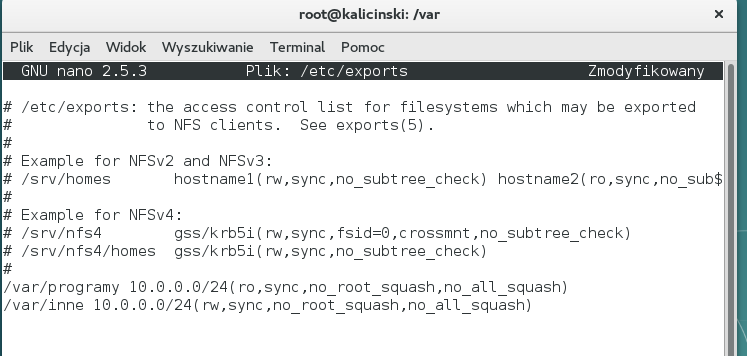 root@kalicinski: /var ×
Plik Edycja Widok Wyszukiwanie Terminal Pomoc
GNU nano 2.5.3 Plik: /etc/exports Zmodyfikowany
# /etc/exports: the access control list for filesystems which may be exported
# to NFS clients. See exports(5).
#
# Example for NFSv2 and NFSv3:
# /srv/homes hostname1(rw,sync,no_subtree_check) hostname2(ro,sync,no_sub$
#
# Example for NFSv4:
# /srv/nfs4 gss/krb5i(rw,sync,fsid=0,crossmnt,no_subtree_check)
# /srv/nfs4/homes gss/krb5i(rw,sync,no_subtree_check)
#
/var/programy 10.0.0.0/24(ro,sync,no_root_squash,no_all_squash)
/var/inne 10.0.0.0/24(rw,sync,no_root_squash,no_all_squash)